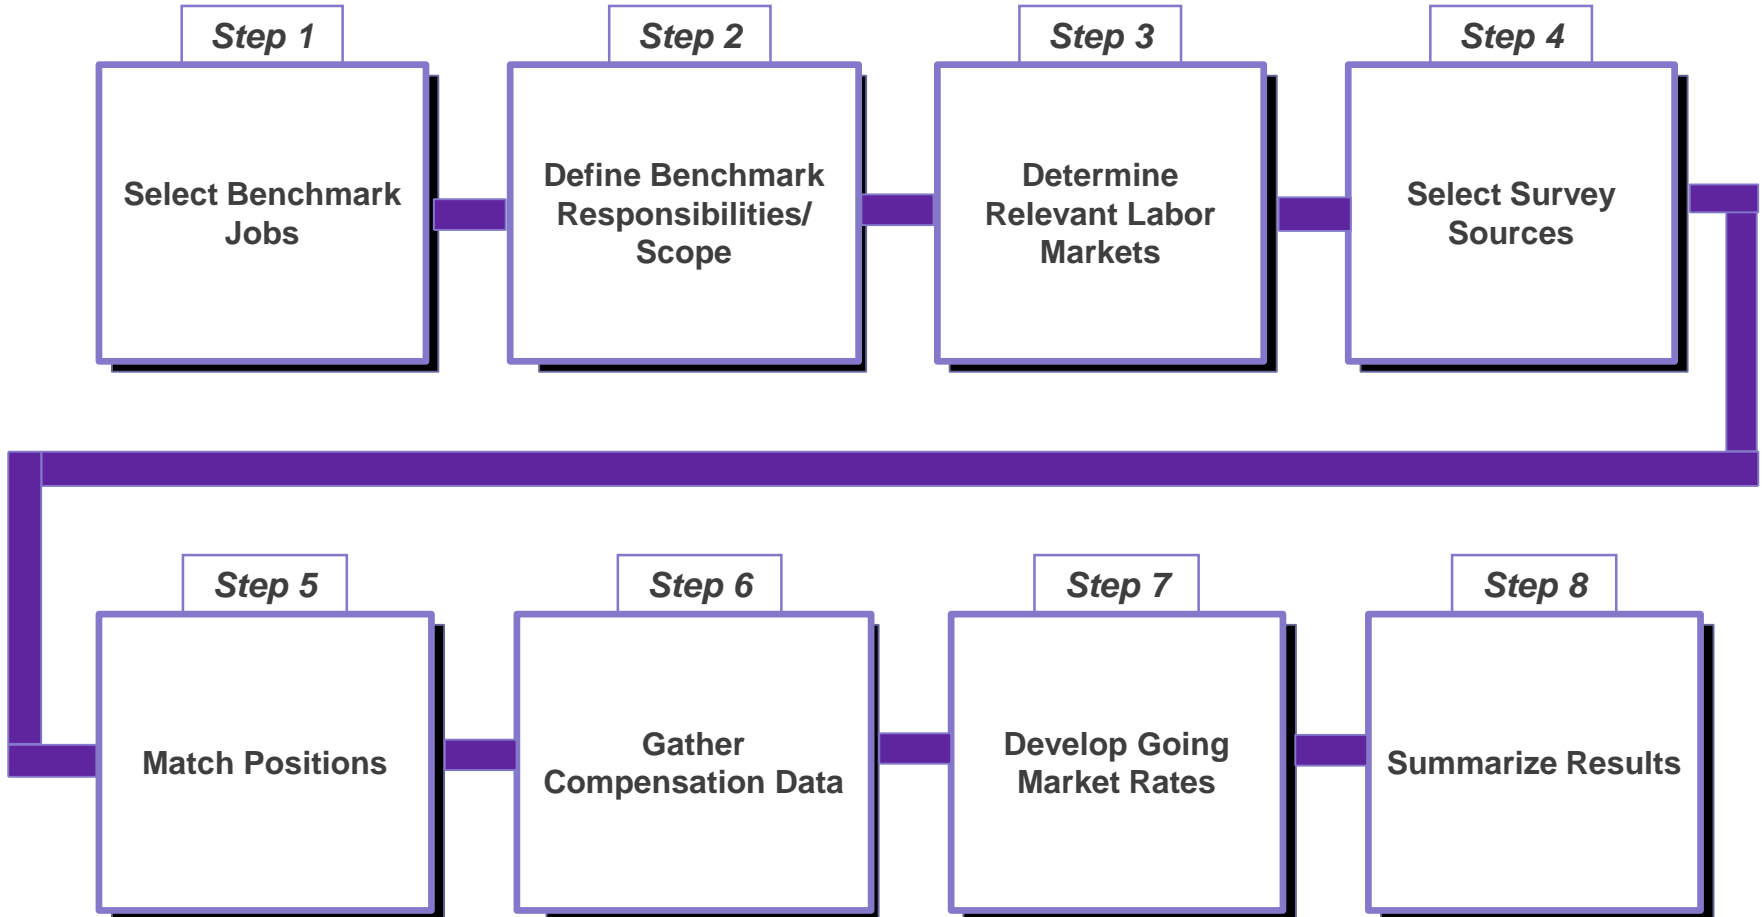 Step 1
Select Benchmark
Jobs
Step 2
Define Benchmark
Responsibilities/
Scope
Step 3
Determine
Relevant Labor
Markets
Step 4
Select Survey
Sources
Step 5
Match Positions
Step 6
Gather
Compensation Data
Step 7
Develop Going
Market Rates
Step 8
Summarize Results